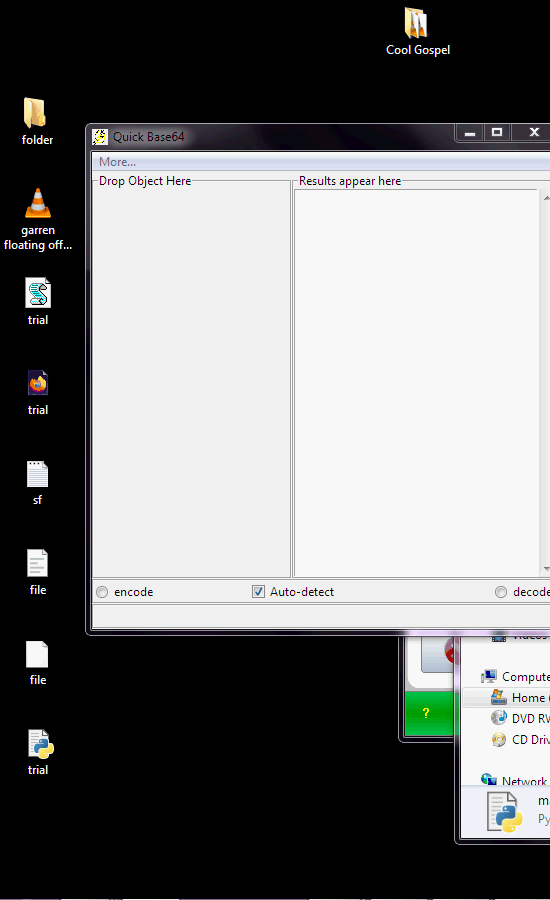 Cool Gospel
folder
garren
floating off...
trial
trial
sf
file
file
trial
Quick Base64
More...
Drop Object Here
Results appear here
encode
Auto-detect
decode
Videos
Compute
Home (
DVD RW
CD Driv
Network
?
m
Py